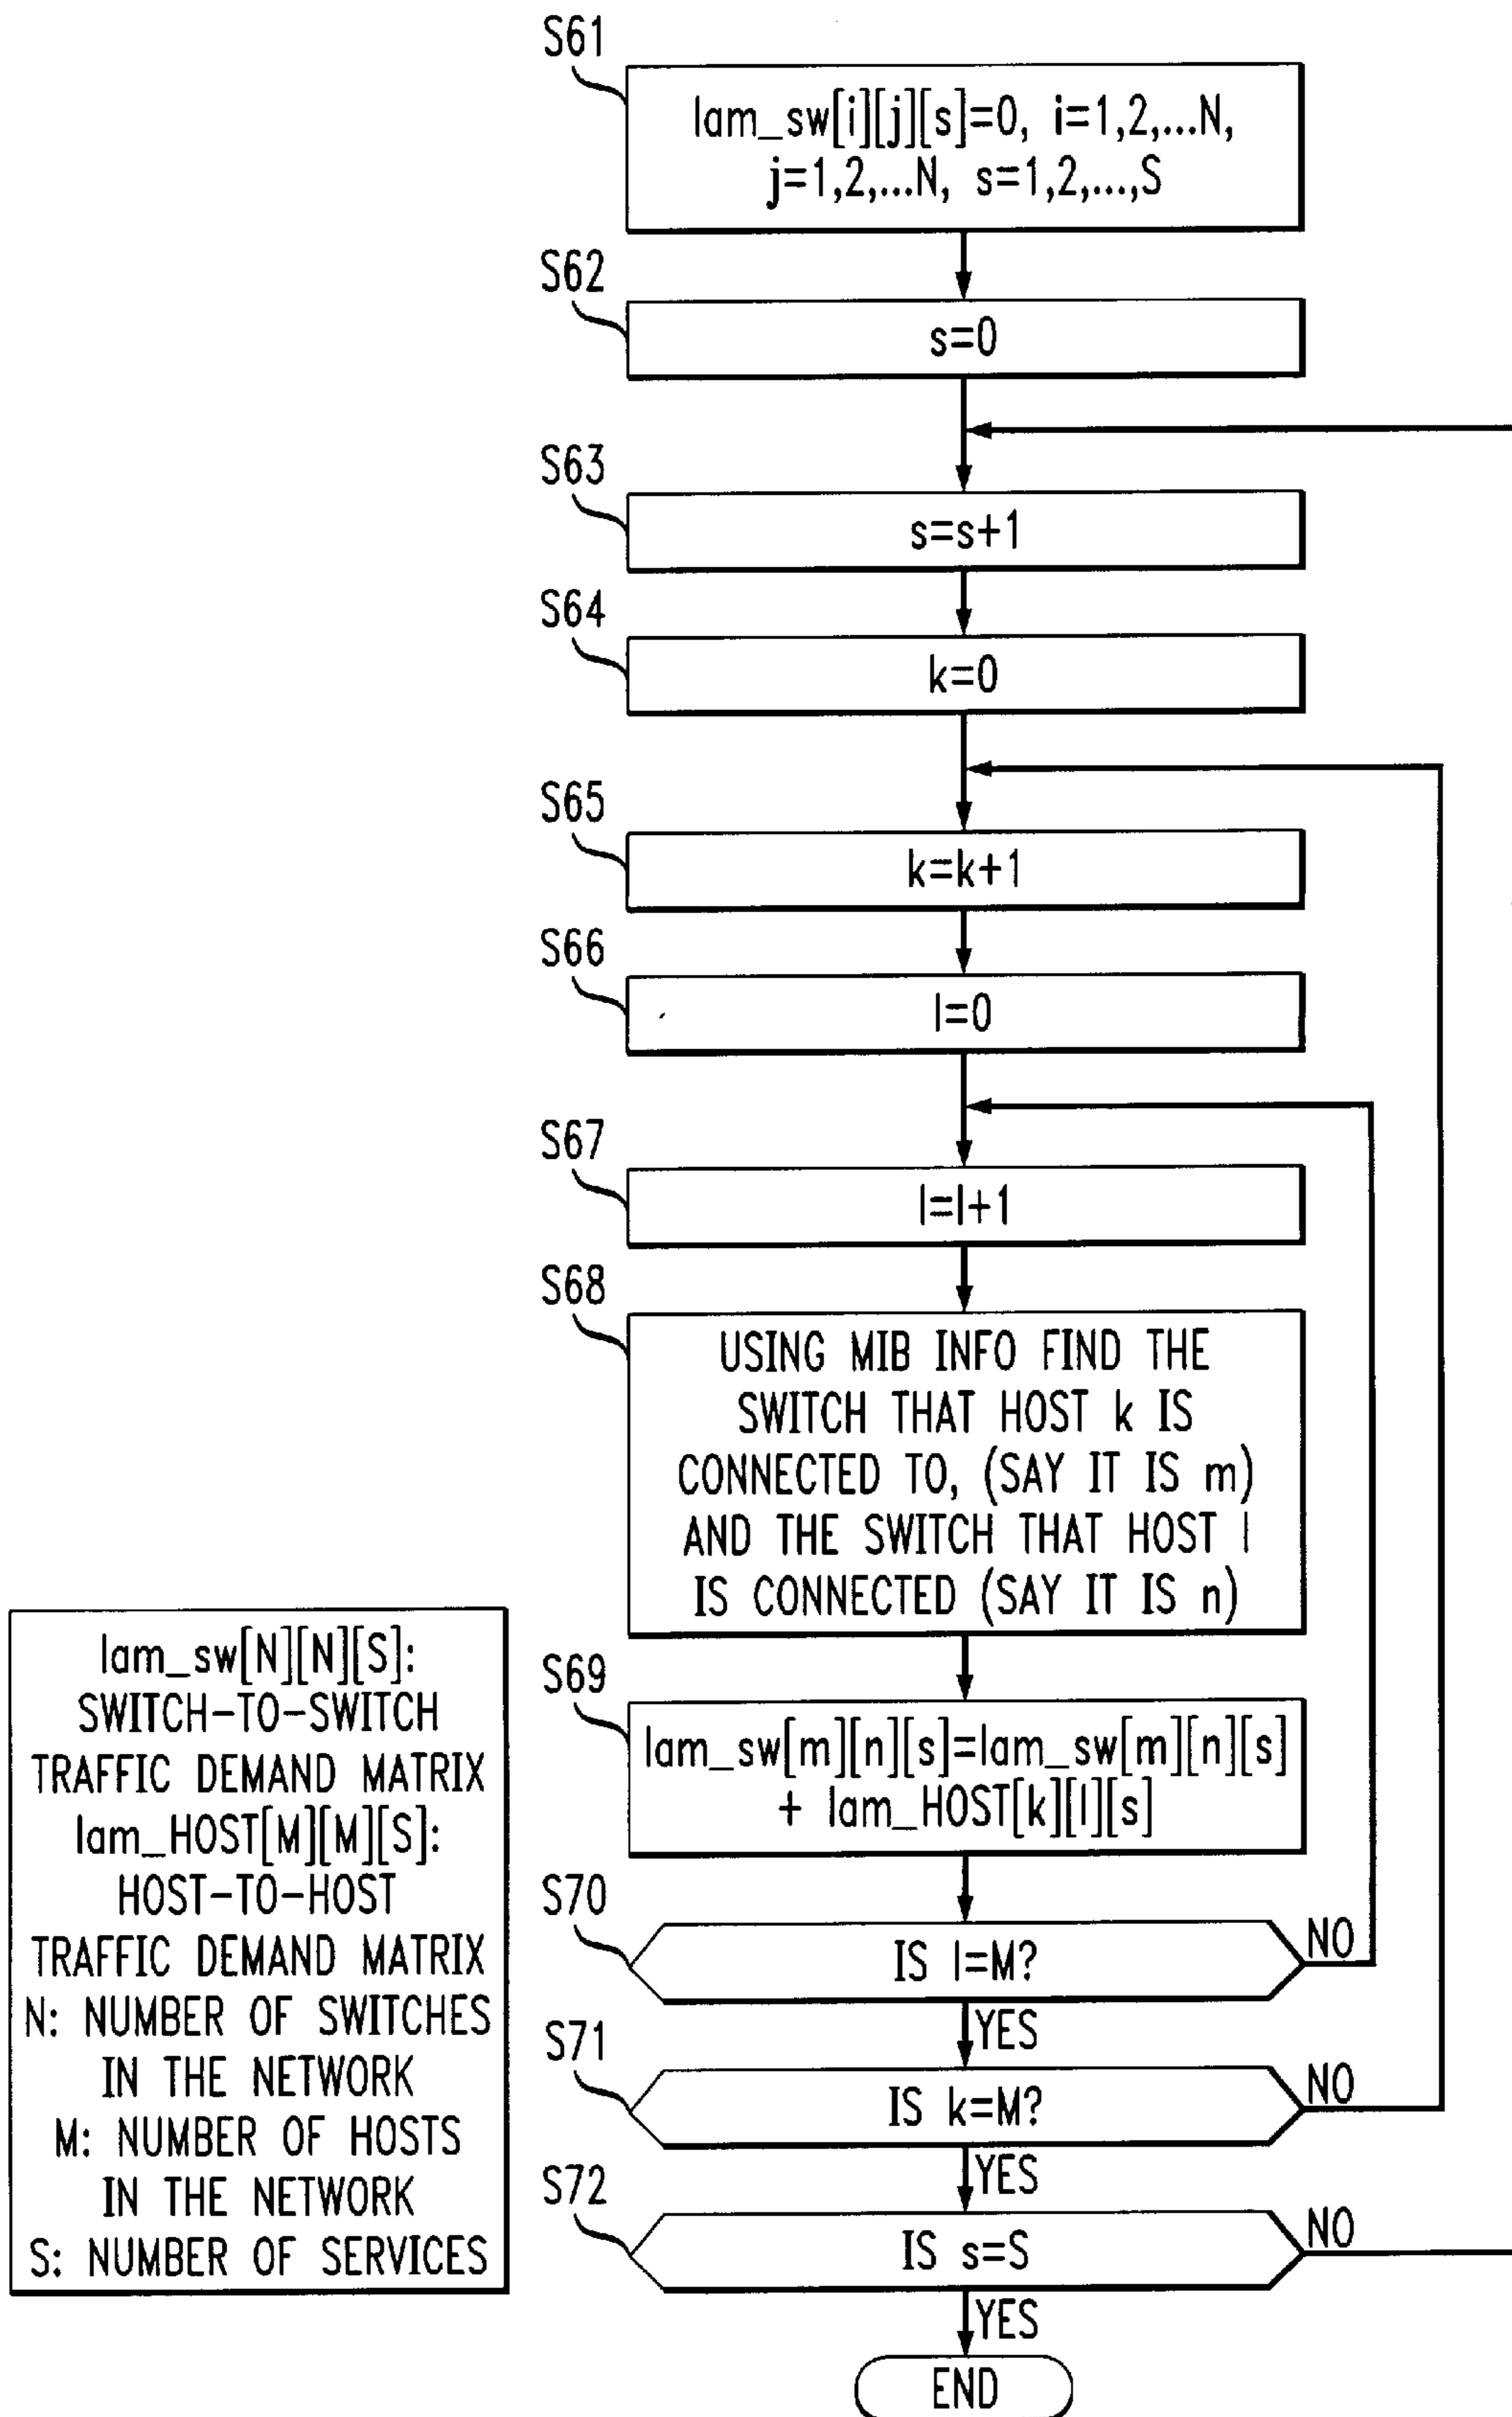 S61
lam_sw[i][j][s]=0, i=1,2,...N,
j=1,2,...N, s=1,2,...,S
S62
s=0
S63
s=s+1
S64
k=0
S65
k=k+1
S66
l=0
S67
l=l+1
S68
USING MIB INFO FIND THE
SWITCH THAT HOST k IS
CONNECTED TO, (SAY IT IS m)
AND THE SWITCH THAT HOST l
IS CONNECTED (SAY IT IS n)
S69
lam_sw[m][n][s]=lam_sw[m][n][s]
+ lam_HOST[k][l][s]
S70
IS l=M?
NO
YES
S71
IS k=M?
NO
YES
S72
IS s=S
NO
YES
END
lam_sw[N][N][S]:
SWITCH-TO-SWITCH
TRAFFIC DEMAND MATRIX
lam_HOST[M][M][S]:
HOST-TO-HOST
TRAFFIC DEMAND MATRIX
N: NUMBER OF SWITCHES
IN THE NETWORK
M: NUMBER OF HOSTS
IN THE NETWORK
S: NUMBER OF SERVICES